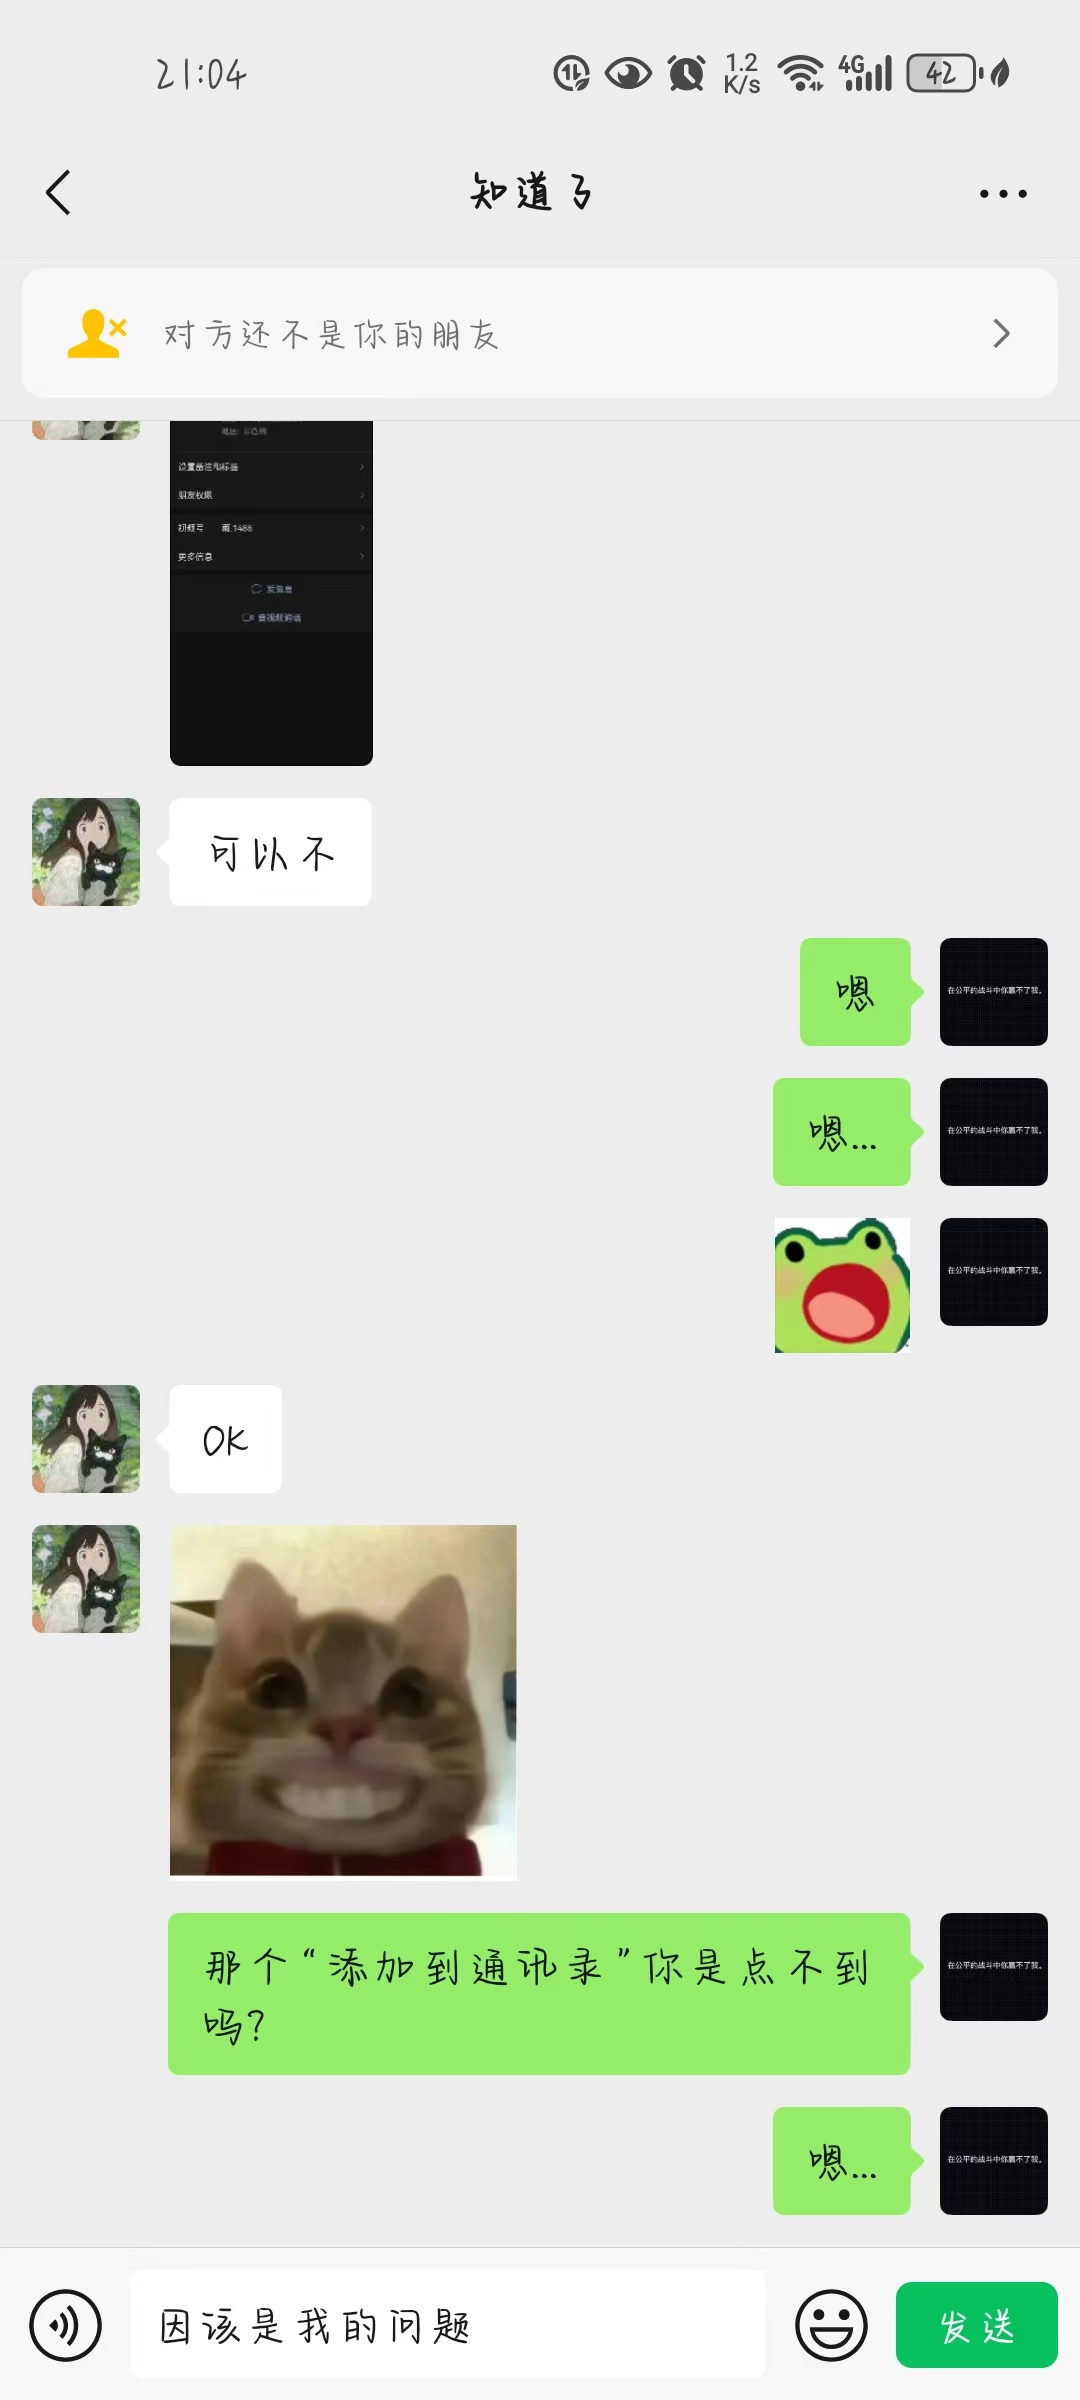 21:04
1.2
K/s
4G
42
知道了
对方还不是你的朋友
设置备注和标签
朋友权限
视频号 雨.1488
更多信息
发消息
音视频通话
可以不
嗯
在公平的战斗中你赢不了我。
嗯...
在公平的战斗中你赢不了我。
在公平的战斗中你赢不了我。
OK
那个“添加到通讯录”你是点不到
吗?
在公平的战斗中你赢不了我。
嗯...
在公平的战斗中你赢不了我。
因该是我的问题
发送